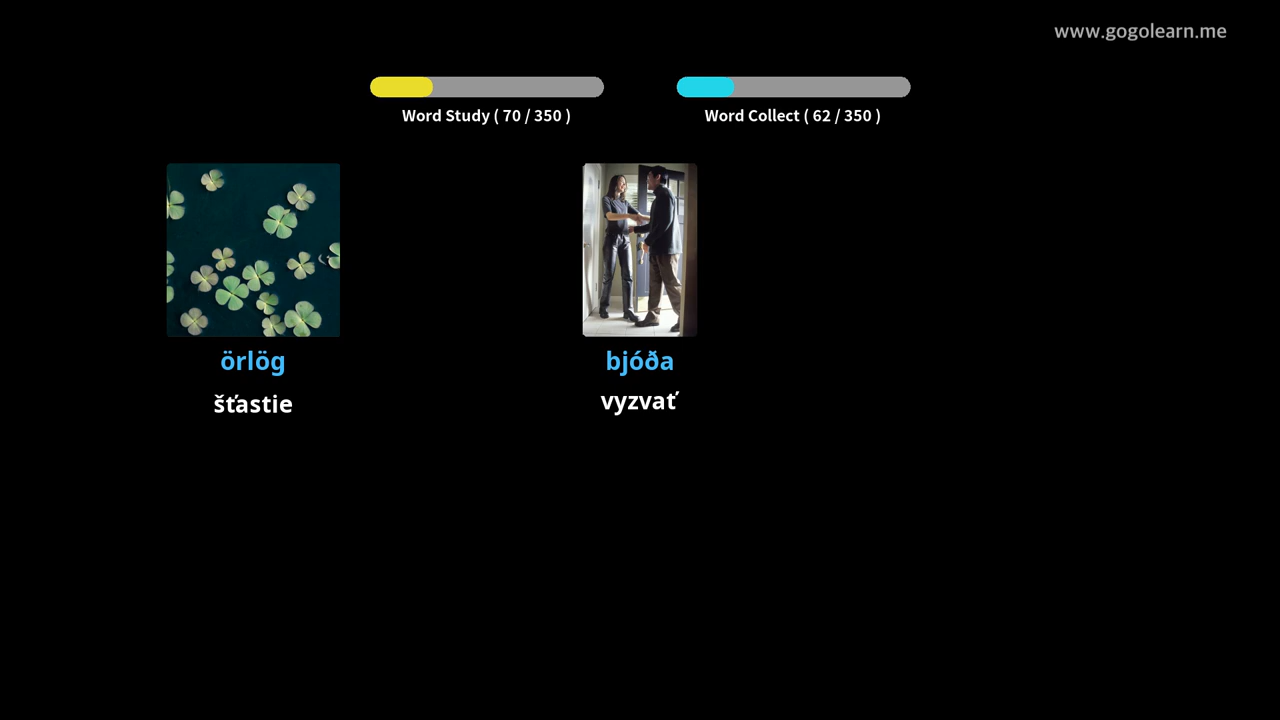 www.gogolearn.me
Word Study ( 70 / 350 )
Word Collect ( 62 / 350 )
örlög
bjóða
šťastie
vyzvať